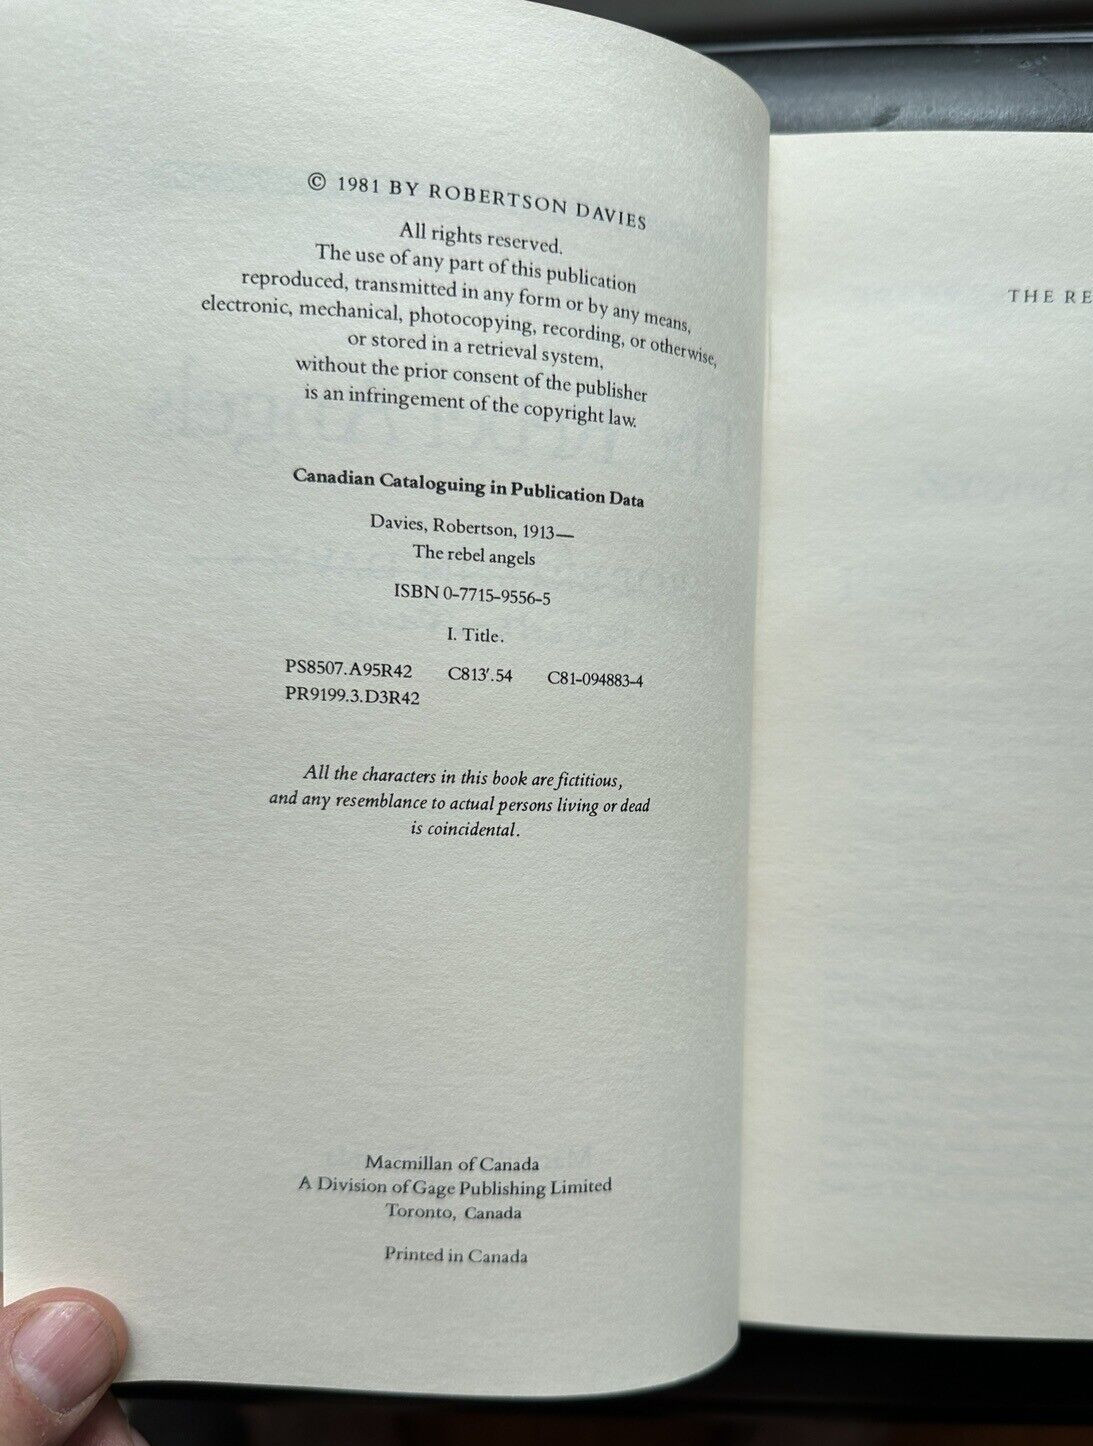 © 1981 BY ROBERTSON DAVIES
All rights reserved.
The use of any part of this publication
reproduced, transmitted in any form or by any means,
electronic, mechanical, photocopying, recording, or otherwise,
or stored in a retrieval system,
without the prior consent of the publisher
is an infringement of the copyright law.
Canadian Cataloguing in Publication Data
Davies, Robertson, 1913—
The rebel angels
ISBN 0-7715-9556-5
I. Title.
PS8507.A95R42 C813′.54 C81-094883-4
PR9199.3.D3R42
All the characters in this book are fictitious,
and any resemblance to actual persons living or dead
is coincidental.
Macmillan of Canada
A Division of Gage Publishing Limited
Toronto, Canada
Printed in Canada
THE RE